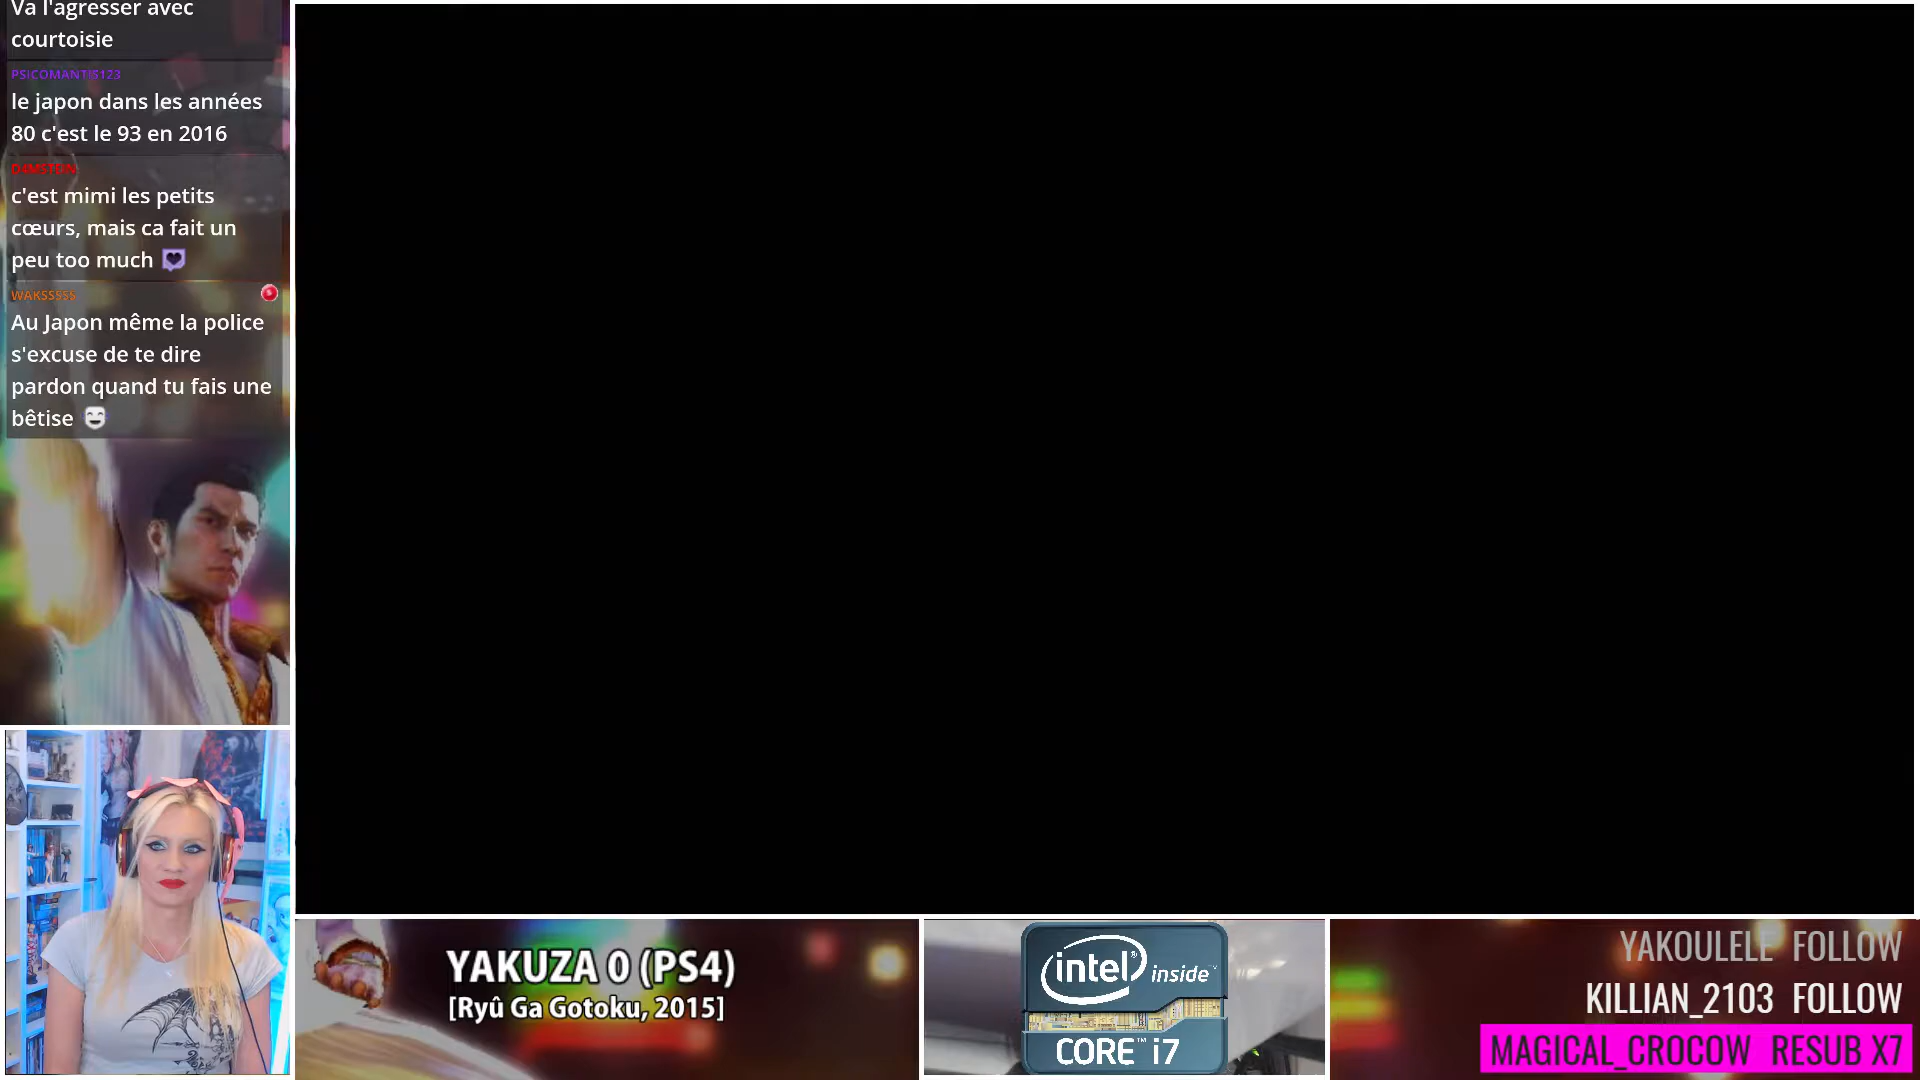 Va l'agresser avec
courtoisie
PSICOMANTIS123
le japon dans les années
80 c'est le 93 en 2016
D4MSTEIN
c'est mimi les petits
cœurs, mais ca fait un
peu too much
WAKS5555
Au Japon même la police
s'excuse de te dire
pardon quand tu fais une
bêtise
YAKUZA 0 (PS4)
[Ryû Ga Gotoku, 2015]
intel® inside™
CORE™ i7
YAKOULELE FOLLOW
KILLIAN_2103 FOLLOW
MAGICAL_CROCOW RESUB X7